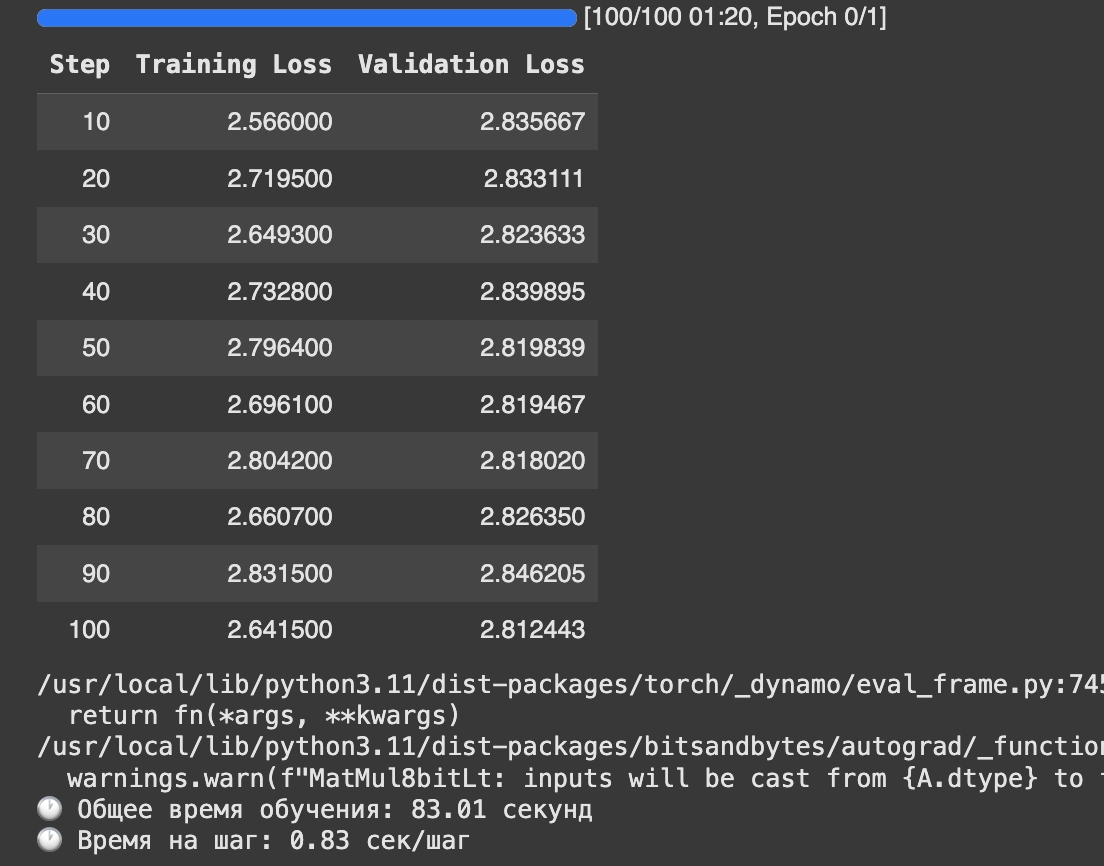 [100/100 01:20, Epoch 0/1]
Step Training Loss Validation Loss
10 2.566000 2.835667
20 2.719500 2.833111
30 2.649300 2.823633
40 2.732800 2.839895
50 2.796400 2.819839
60 2.696100 2.819467
70 2.804200 2.818020
80 2.660700 2.826350
90 2.831500 2.846205
100 2.641500 2.812443
/usr/local/lib/python3.11/dist-packages/torch/_dynamo/eval_frame.py:745
return fn(*args, **kwargs)
/usr/local/lib/python3.11/dist-packages/bitsandbytes/autograd/_function
warnings.warn(f"MatMul8bitLt: inputs will be cast from {A.dtype} to
🕐 Общее время обучения: 83.01 секунд
🕐 Время на шаг: 0.83 сек/шаг